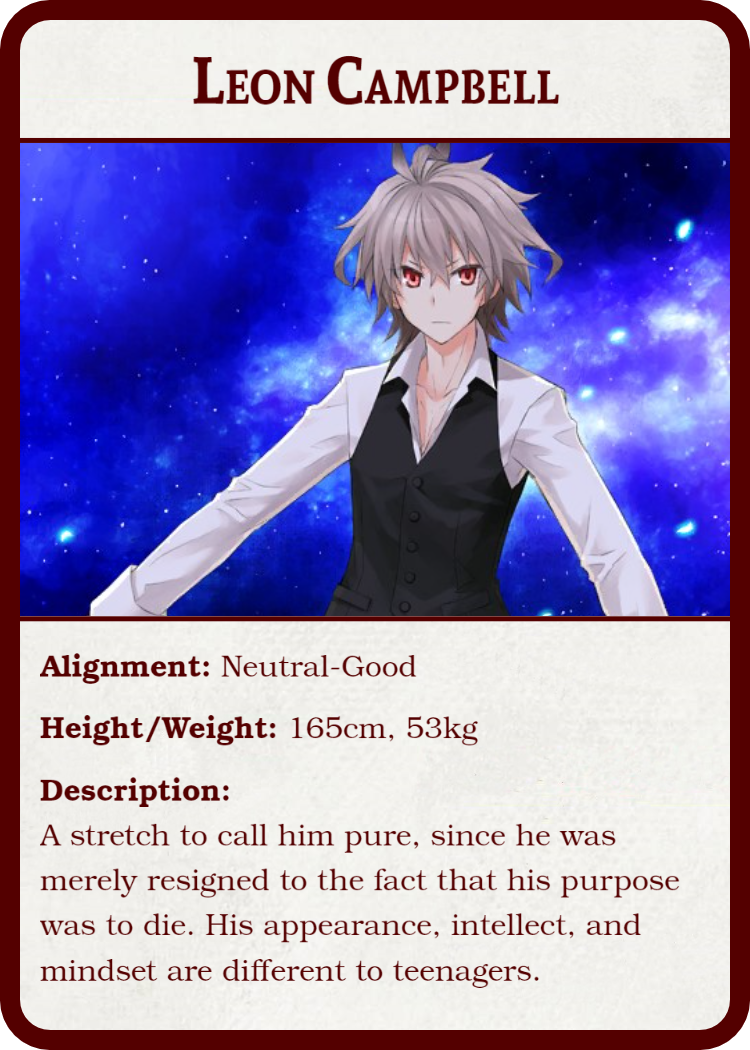 Leon Campbell
Alignment: Neutral-Good
Height/Weight: 165cm, 53kg
Description:
A stretch to call him pure, since he was
merely resigned to the fact that his purpose
was to die. His appearance, intellect, and
mindset are different to teenagers.